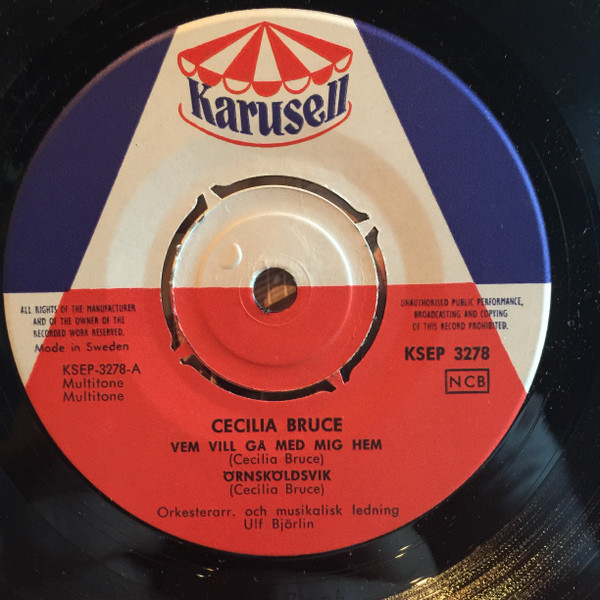 Karusell
ALL RIGHTS OF THE MANUFACTURER
AND OF THE OWNER OF THE
RECORDED WORK RESERVED.
Made in Sweden
KSEP-3278-A
Multitone
Multitone
UNAUTHORISED PUBLIC PERFORMANCE,
BROADCASTING AND COPYING
OF THIS RECORD PROHIBITED.
KSEP 3278
NCB
CECILIA BRUCE
VEM VILL GÅ MED MIG HEM
(Cecilia Bruce)
ÖRNSKÖLDSVIK
(Cecilia Bruce)
Orkesterarr. och musikalisk ledning
Ulf Björlin